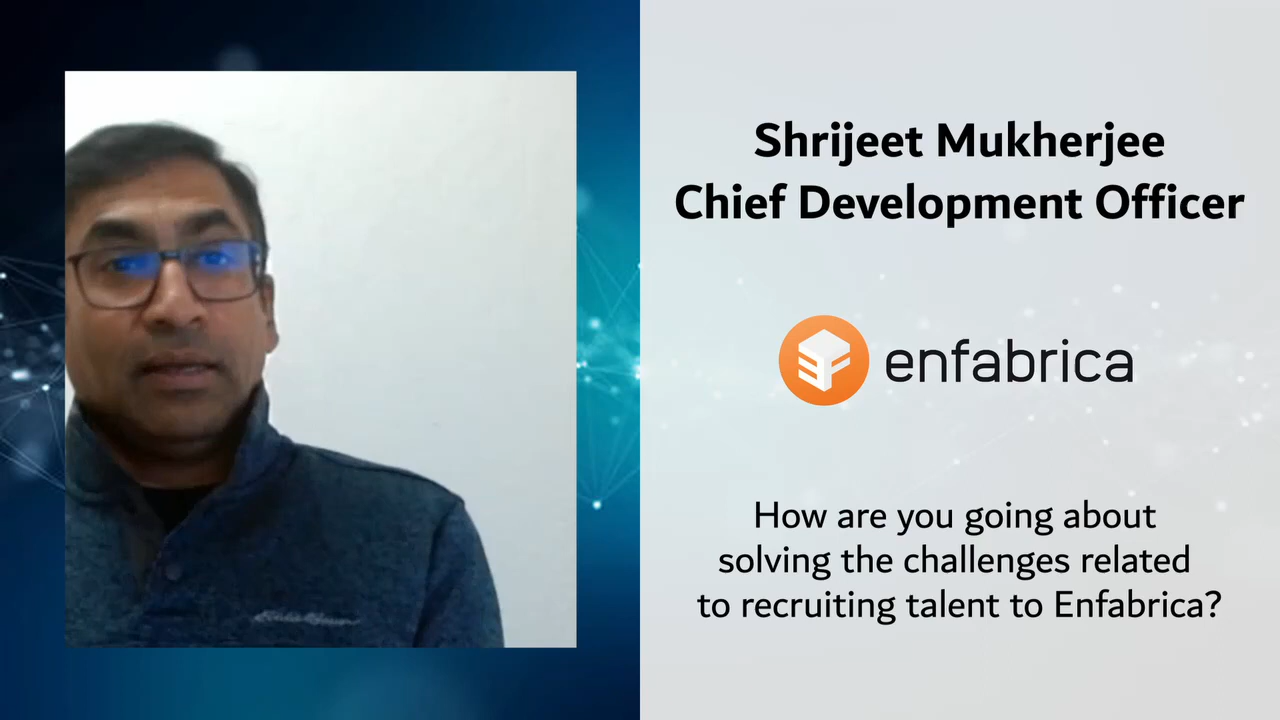 Shrijeet Mukherjee
Chief Development Officer
enfabrica
How are you going about
solving the challenges related
to recruiting talent to Enfabrica?